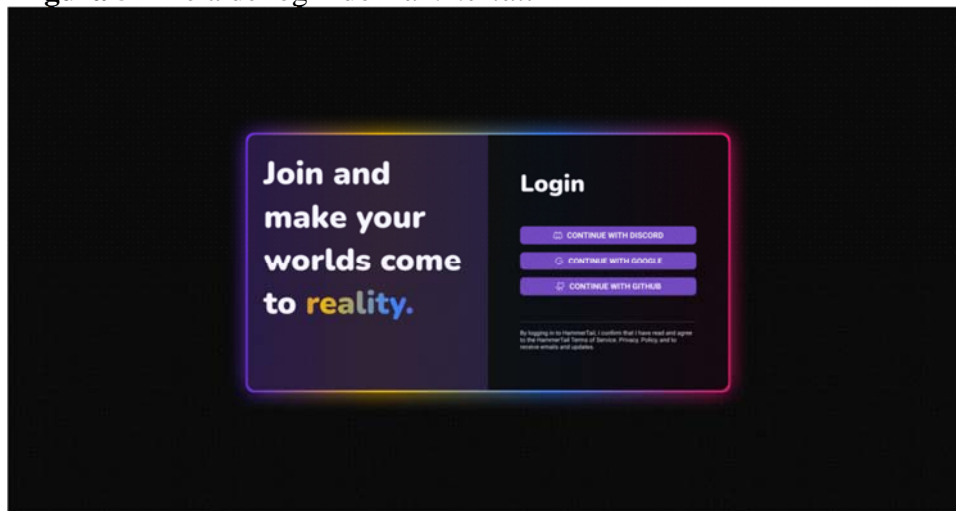 Join and
make your
worlds come
to reality.
Login
CONTINUE WITH DISCORD
CONTINUE WITH GOOGLE
CONTINUE WITH GITHUB
By logging in to HammerTail, I confirm that I have read and agree
to the HammerTail Terms of Service, Privacy Policy, and to
receive emails and updates.